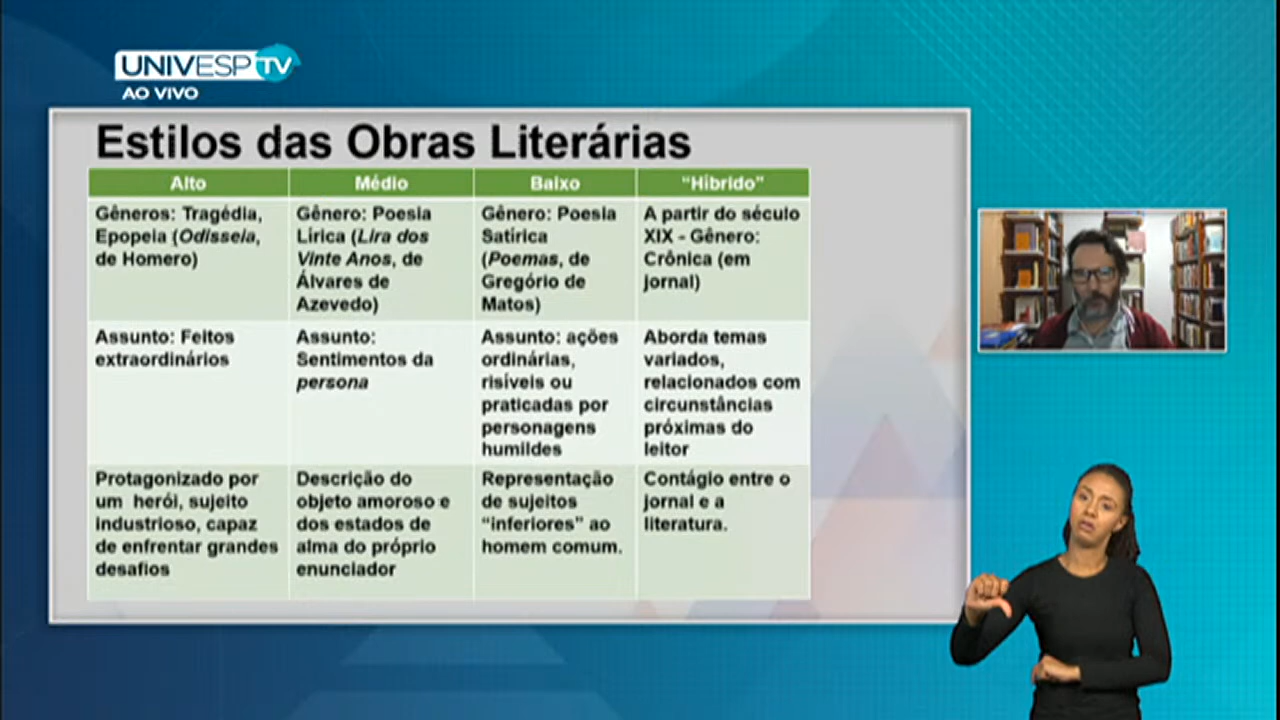 UNIVESP TV
AO VIVO
Estilos das Obras Literárias
Alto
Médio
Baixo
“Híbrido”
Gêneros: Tragédia,
Epopeia (Odisseia,
de Homero)
Gênero: Poesia
Lírica (Lira dos
Vinte Anos, de
Álvares de
Azevedo)
Gênero: Poesia
Satírica
(Poemas, de
Gregório de
Matos)
A partir do século
XIX - Gênero:
Crônica (em
jornal)
Assunto: Feitos
extraordinários
Assunto:
Sentimentos da
persona
Assunto: ações
ordinárias,
risíveis ou
praticadas por
personagens
humildes
Aborda temas
variados,
relacionados com
circunstâncias
próximas do
leitor
Protagonizado por
um herói, sujeito
industrioso, capaz
de enfrentar grandes
desafios
Descrição do
objeto amoroso e
dos estados de
alma do próprio
enunciador
Representação
de sujeitos
“inferiores” ao
homem comum.
Contágio entre o
jornal e a
literatura.